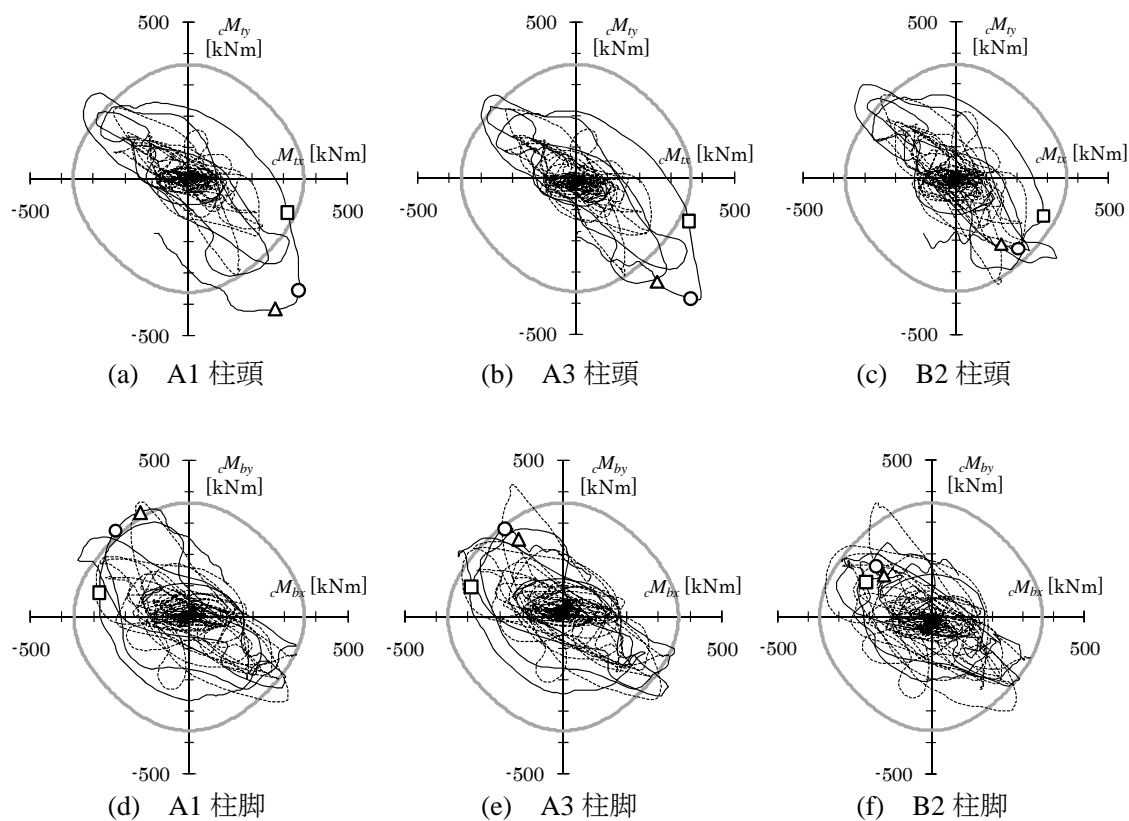 500
cMty
[kNm]
cMtx [kNm]
-500
500
-500
(a) A1 柱頭
500
cMty
[kNm]
cMtx [kNm]
-500
500
-500
(b) A3 柱頭
500
cMty
[kNm]
cMtx [kNm]
-500
500
-500
(c) B2 柱頭
500
cMby
[kNm]
cMbx [kNm]
-500
500
-500
(d) A1 柱脚
500
cMby
[kNm]
cMbx [kNm]
-500
500
-500
(e) A3 柱脚
500
cMby
[kNm]
cMbx [kNm]
-500
500
-500
(f) B2 柱脚